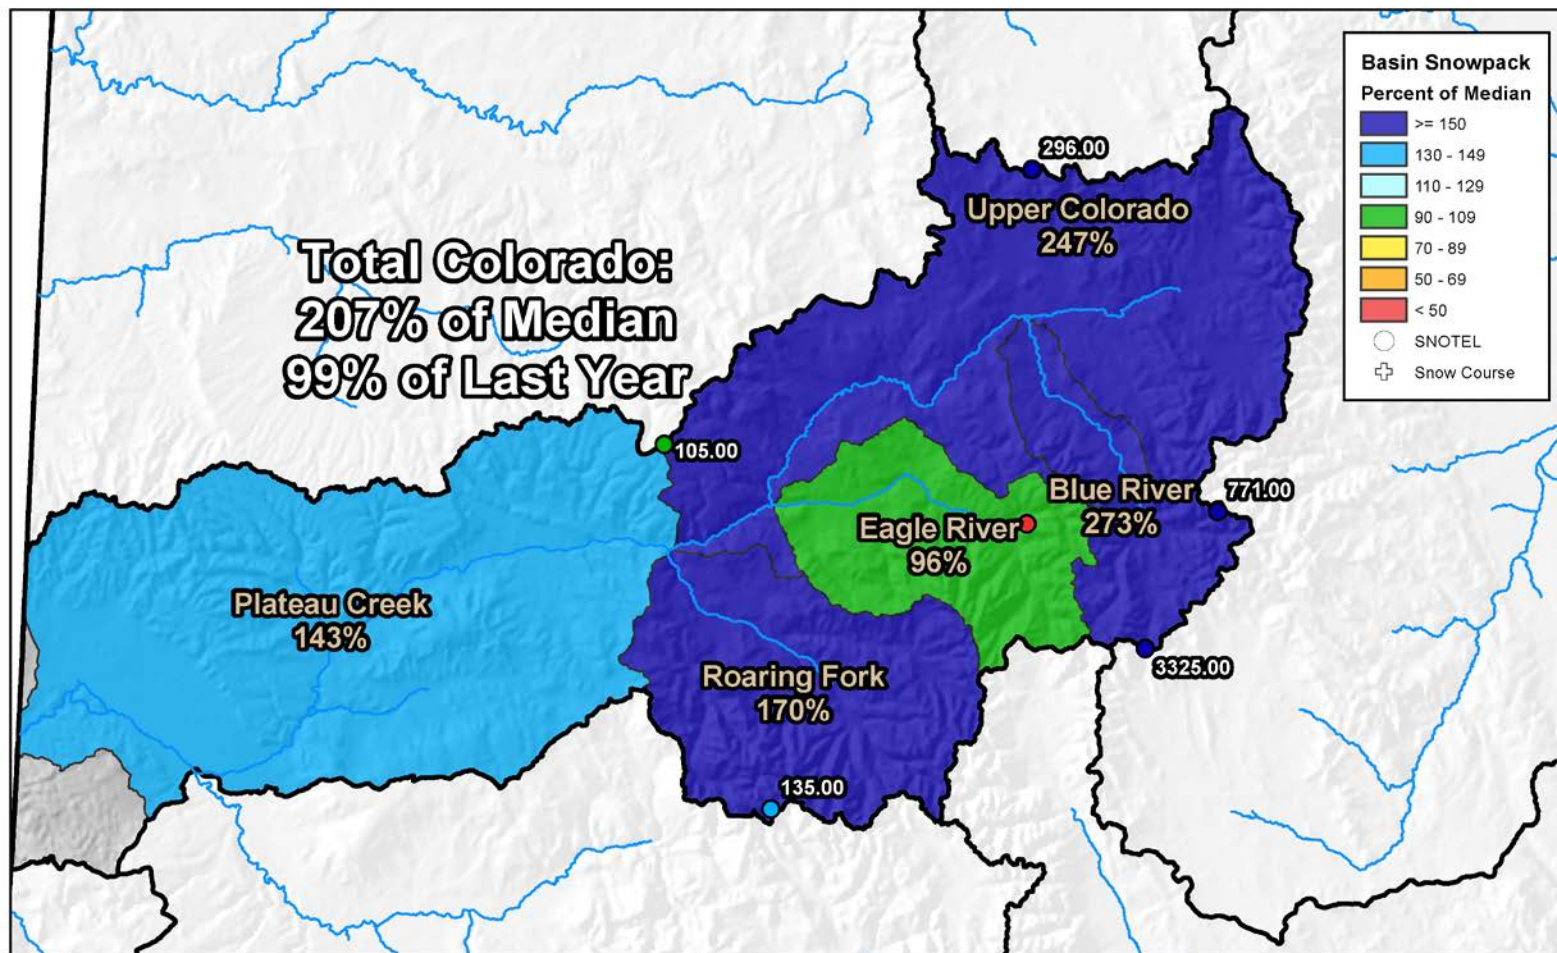 Basin Snowpack
Percent of Median
>= 150
130 - 149
110 - 129
90 - 109
70 - 89
50 - 69
< 50
SNOTEL
Snow Course
296.00
Upper Colorado
247%
Total Colorado:
207% of Median
99% of Last Year
105.00
Blue River
273%
771.00
Eagle River
96%
Plateau Creek
143%
Roaring Fork
170%
3325.00
135.00